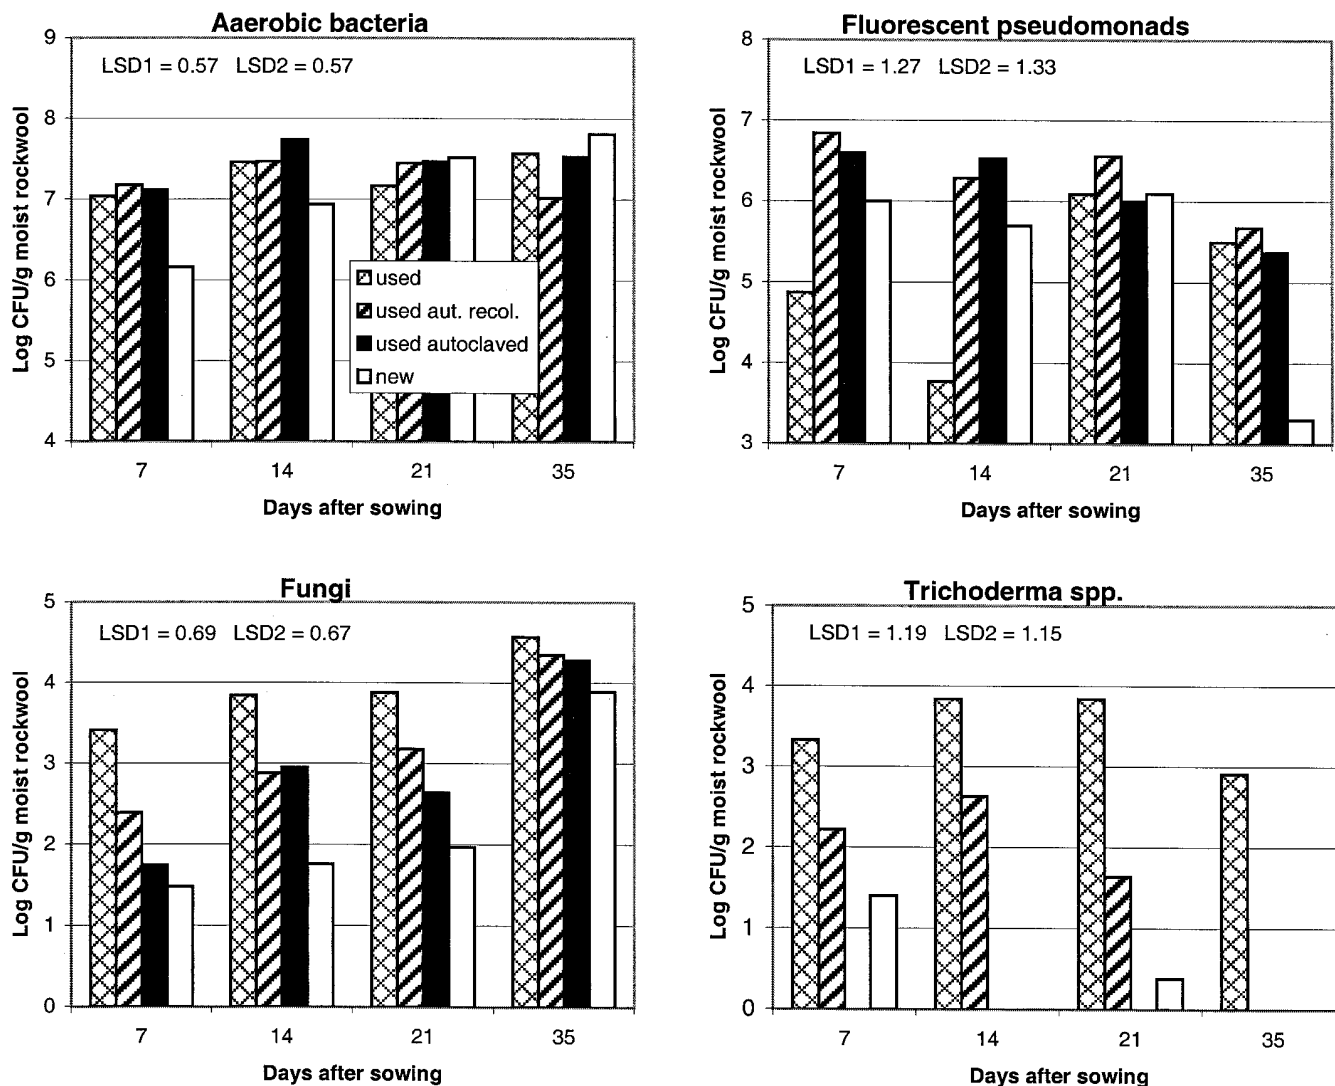 Aaerobic bacteria
LSD1 = 0.57 LSD2 = 0.57
Log CFU/g moist rockwool
9
8
7
6
5
4
used
used aut. recol.
used autoclaved
new
7 14 21 35
Days after sowing
Fluorescent pseudomonads
LSD1 = 1.27 LSD2 = 1.33
Log CFU/g moist rockwool
8
7
6
5
4
3
7 14 21 35
Days after sowing
Fungi
LSD1 = 0.69 LSD2 = 0.67
Log CFU/g moist rockwool
5
4
3
2
1
0
7 14 21 35
Days after sowing
Trichoderma spp.
LSD1 = 1.19 LSD2 = 1.15
Log CFU/g moist rockwool
5
4
3
2
1
0
7 14 21 35
Days after sowing